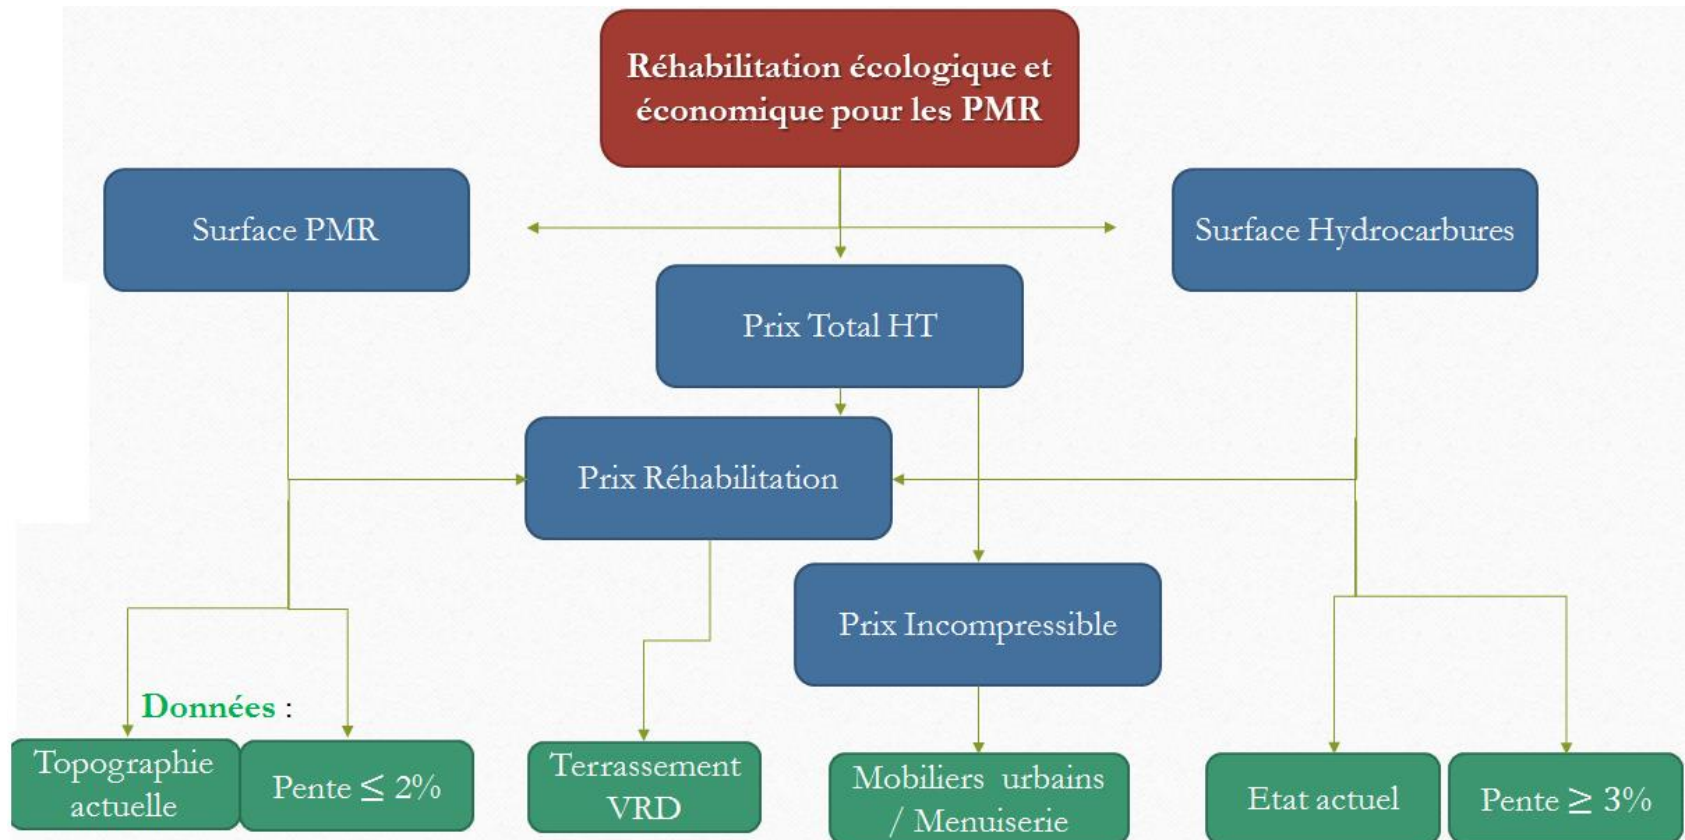 Réhabilitation écologique et
économique pour les PMR
Surface PMR
Surface Hydrocarbures
Prix Total HT
Prix Réhabilitation
Prix Incompressible
Données :
Topographie
actuelle
Pente ≤ 2%
Terrassement
VRD
Mobiliers urbains
/ Menuiserie
Etat actuel
Pente ≥ 3%